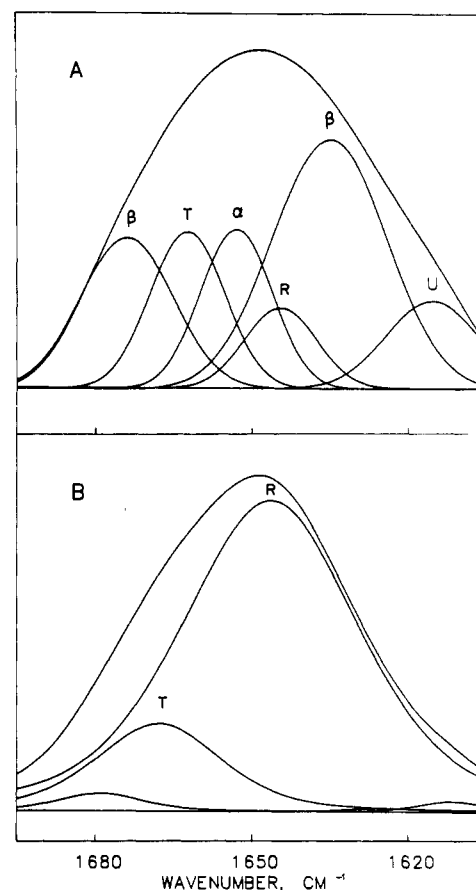 A
β
β
T
α
R
U
B
R
T
1680 1650 1620
WAVENUMBER, CM⁻¹